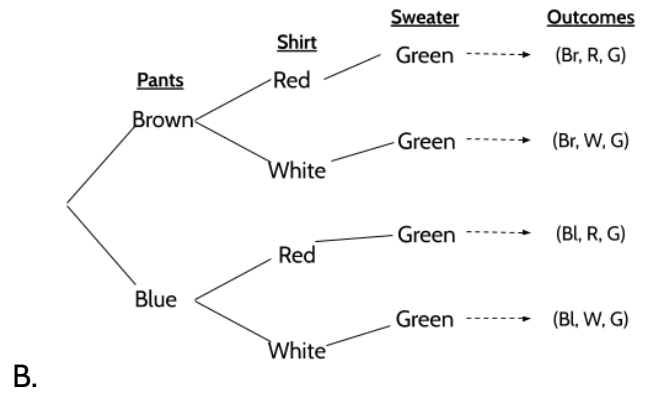 Sweater Outcomes
Shirt
Green (Br, R, G)
Pants Red
Brown
Green (Br, W, G)
White
Green (Bl, R, G)
Red
Blue
Green (Bl, W, G)
White
B.